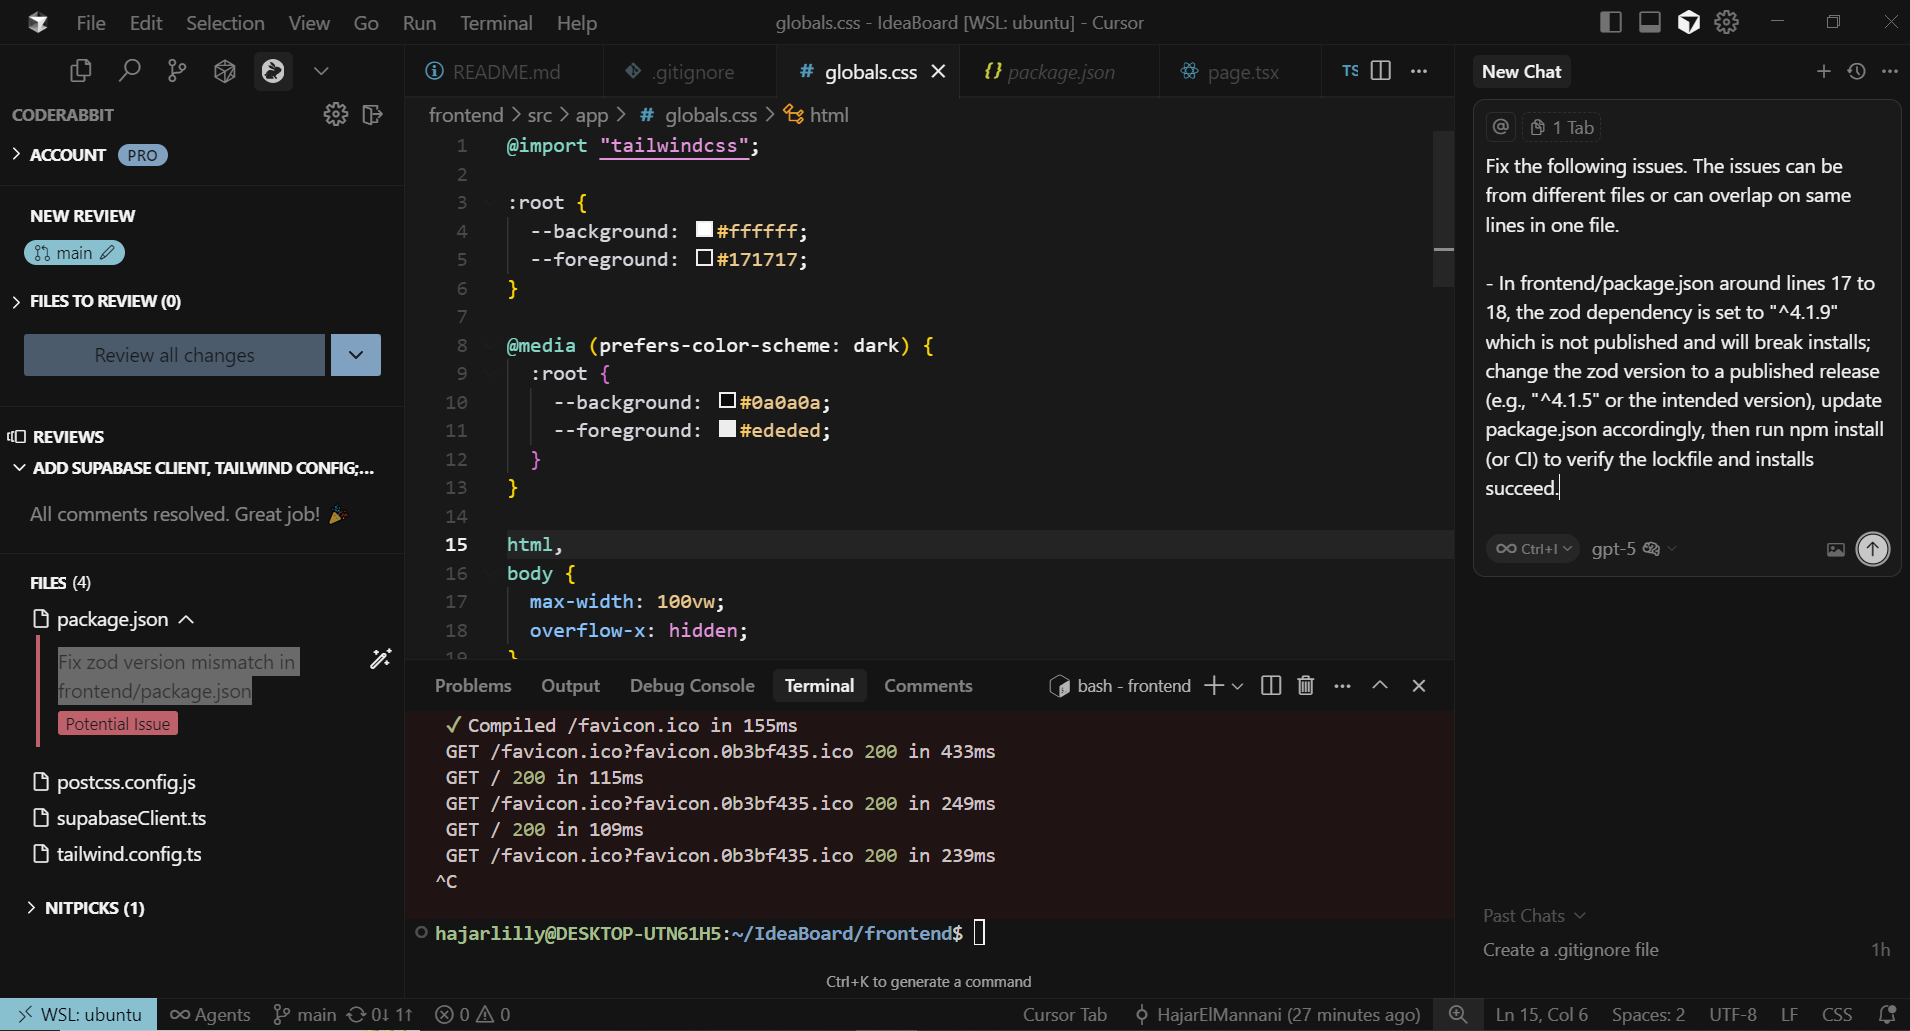 File Edit Selection View Go Run Terminal Help
globals.css - IdeaBoard [WSL: ubuntu] - Cursor
CODERABBIT
ACCOUNT PRO
NEW REVIEW
main
FILES TO REVIEW (0)
Review all changes
REVIEWS
ADD SUPABASE CLIENT, TAILWIND CONFIG;...
All comments resolved. Great job! 🎉
FILES (4)
package.json
Fix zod version mismatch in
frontend/package.json
Potential Issue
postcss.config.js
supabaseClient.ts
tailwind.config.ts
NITPICKS (1)
README.md .gitignore # globals.css {} package.json page.tsx TS
frontend > src > app > # globals.css > html
1 @import "tailwindcss";
2
3 :root {
4 --background: #ffffff;
5 --foreground: #171717;
6 }
7
8 @media (prefers-color-scheme: dark) {
9 :root {
10 --background: #0a0a0a;
11 --foreground: #ededed;
12 }
13 }
14
15 html,
16 body {
17 max-width: 100vw;
18 overflow-x: hidden;
19 }
Problems Output Debug Console Terminal Comments bash - frontend
✓ Compiled /favicon.ico in 155ms
GET /favicon.ico?favicon.0b3bf435.ico 200 in 433ms
GET / 200 in 115ms
GET /favicon.ico?favicon.0b3bf435.ico 200 in 249ms
GET / 200 in 109ms
GET /favicon.ico?favicon.0b3bf435.ico 200 in 239ms
^C
hajarlilly@DESKTOP-UTN61H5:~/IdeaBoard/frontend$
Ctrl+K to generate a command
New Chat
@ 1 Tab
Fix the following issues. The issues can be
from different files or can overlap on same
lines in one file.
- In frontend/package.json around lines 17 to
18, the zod dependency is set to "^4.1.9"
which is not published and will break installs;
change the zod version to a published release
(e.g., "^4.1.5" or the intended version), update
package.json accordingly, then run npm install
(or CI) to verify the lockfile and installs
succeed.
∞ Ctrl+I gpt-5
Past Chats
Create a .gitignore file 1h
WSL: ubuntu ∞ Agents main 0↓ 1↑ 0 0 Cursor Tab HajarElMannani (27 minutes ago) Ln 15, Col 6 Spaces: 2 UTF-8 LF CSS